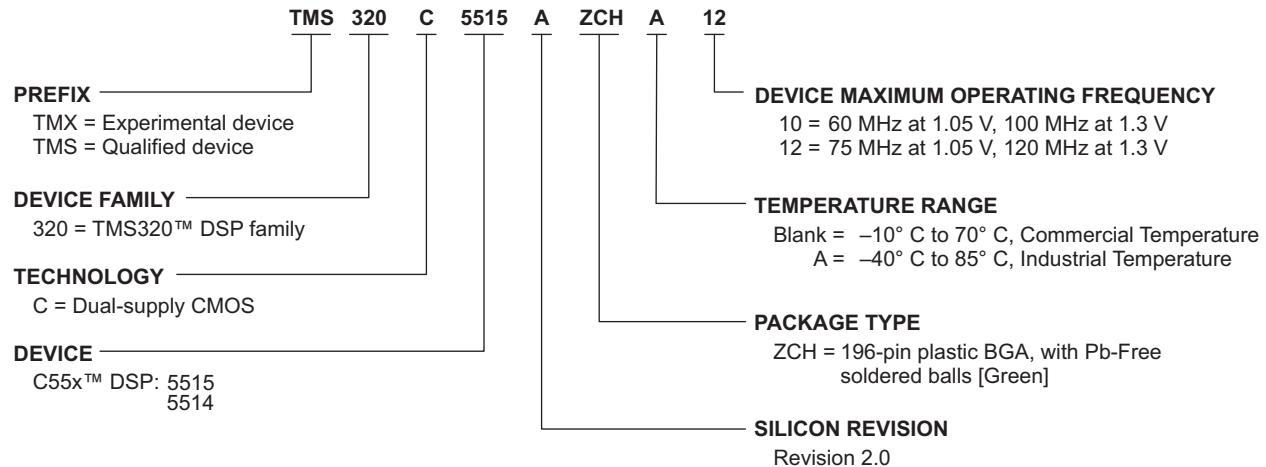 TMS 320 C 5515 A ZCH A 12
PREFIX
TMX = Experimental device
TMS = Qualified device
DEVICE FAMILY
320 = TMS320™ DSP family
TECHNOLOGY
C = Dual-supply CMOS
DEVICE
C55x™ DSP: 5515
5514
DEVICE MAXIMUM OPERATING FREQUENCY
10 = 60 MHz at 1.05 V, 100 MHz at 1.3 V
12 = 75 MHz at 1.05 V, 120 MHz at 1.3 V
TEMPERATURE RANGE
Blank = –10° C to 70° C, Commercial Temperature
A = –40° C to 85° C, Industrial Temperature
PACKAGE TYPE
ZCH = 196-pin plastic BGA, with Pb-Free
soldered balls [Green]
SILICON REVISION
Revision 2.0